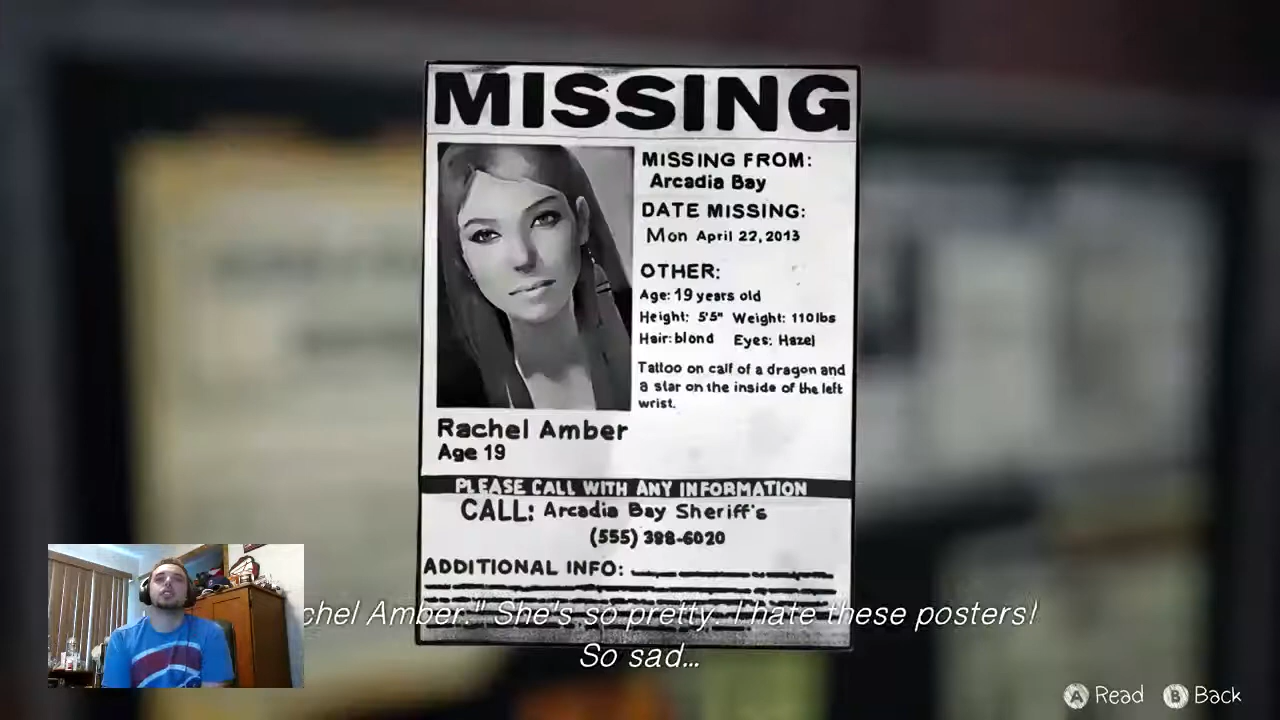 MISSING
MISSING FROM:
Arcadia Bay
DATE MISSING:
Mon April 22, 2013
OTHER:
Age: 19 years old
Height: 5'5" Weight: 110lbs
Hair: blond Eyes: Hazel
Tattoo on calf of a dragon and
a star on the inside of the left
wrist.
Rachel Amber
Age 19
PLEASE CALL WITH ANY INFORMATION
CALL: Arcadia Bay Sheriff's
(555) 388-6020
ADDITIONAL INFO:
chel Amber." She's so pretty. I hate these posters!
So sad...
A Read B Back